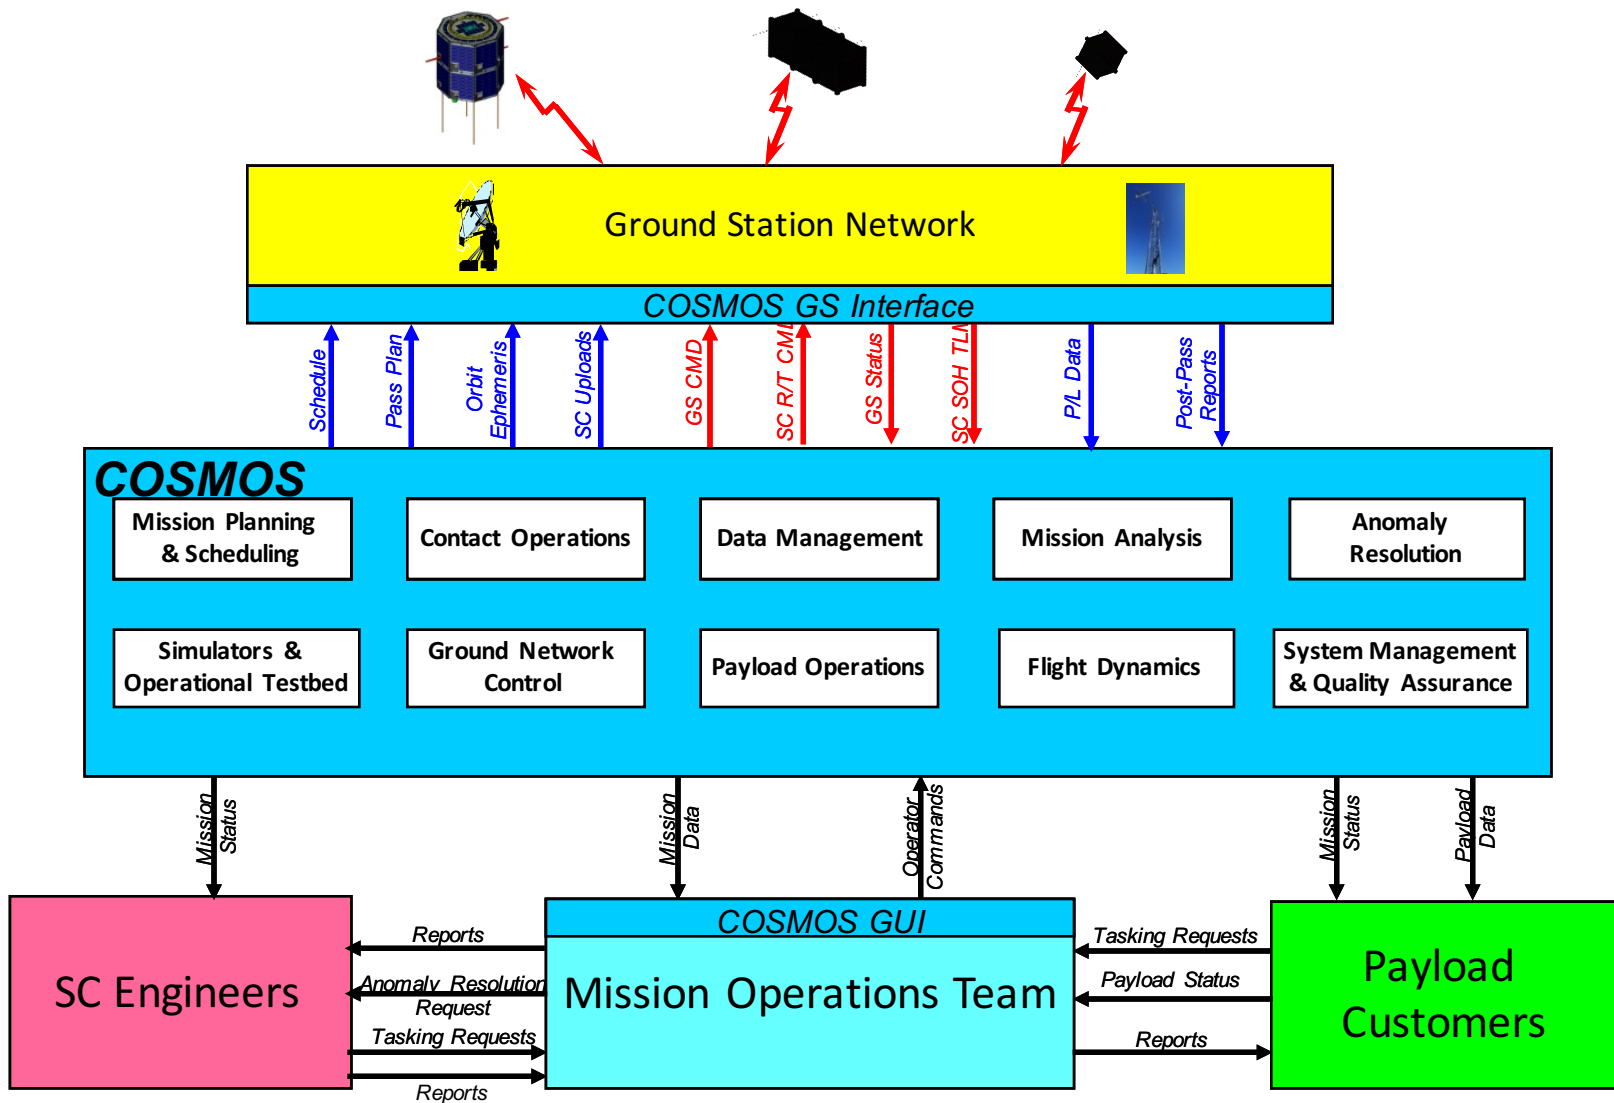 Ground Station Network
COSMOS GS Interface
Schedule
Pass Plan
Orbit
Ephemeris
SC Uploads
GS CMD
SC R/T CMD
GS Status
SC SOH TLM
P/L Data
Post-Pass
Reports
COSMOS
Mission Planning
& Scheduling
Contact Operations
Data Management
Mission Analysis
Anomaly
Resolution
Simulators &
Operational Testbed
Ground Network
Control
Payload Operations
Flight Dynamics
System Management
& Quality Assurance
Mission
Status
Mission
Data
Operator
Commands
Mission
Status
Payload
Data
SC Engineers
Reports
Anomaly Resolution
Request
Tasking Requests
Reports
COSMOS GUI
Mission Operations Team
Tasking Requests
Payload Status
Reports
Payload
Customers